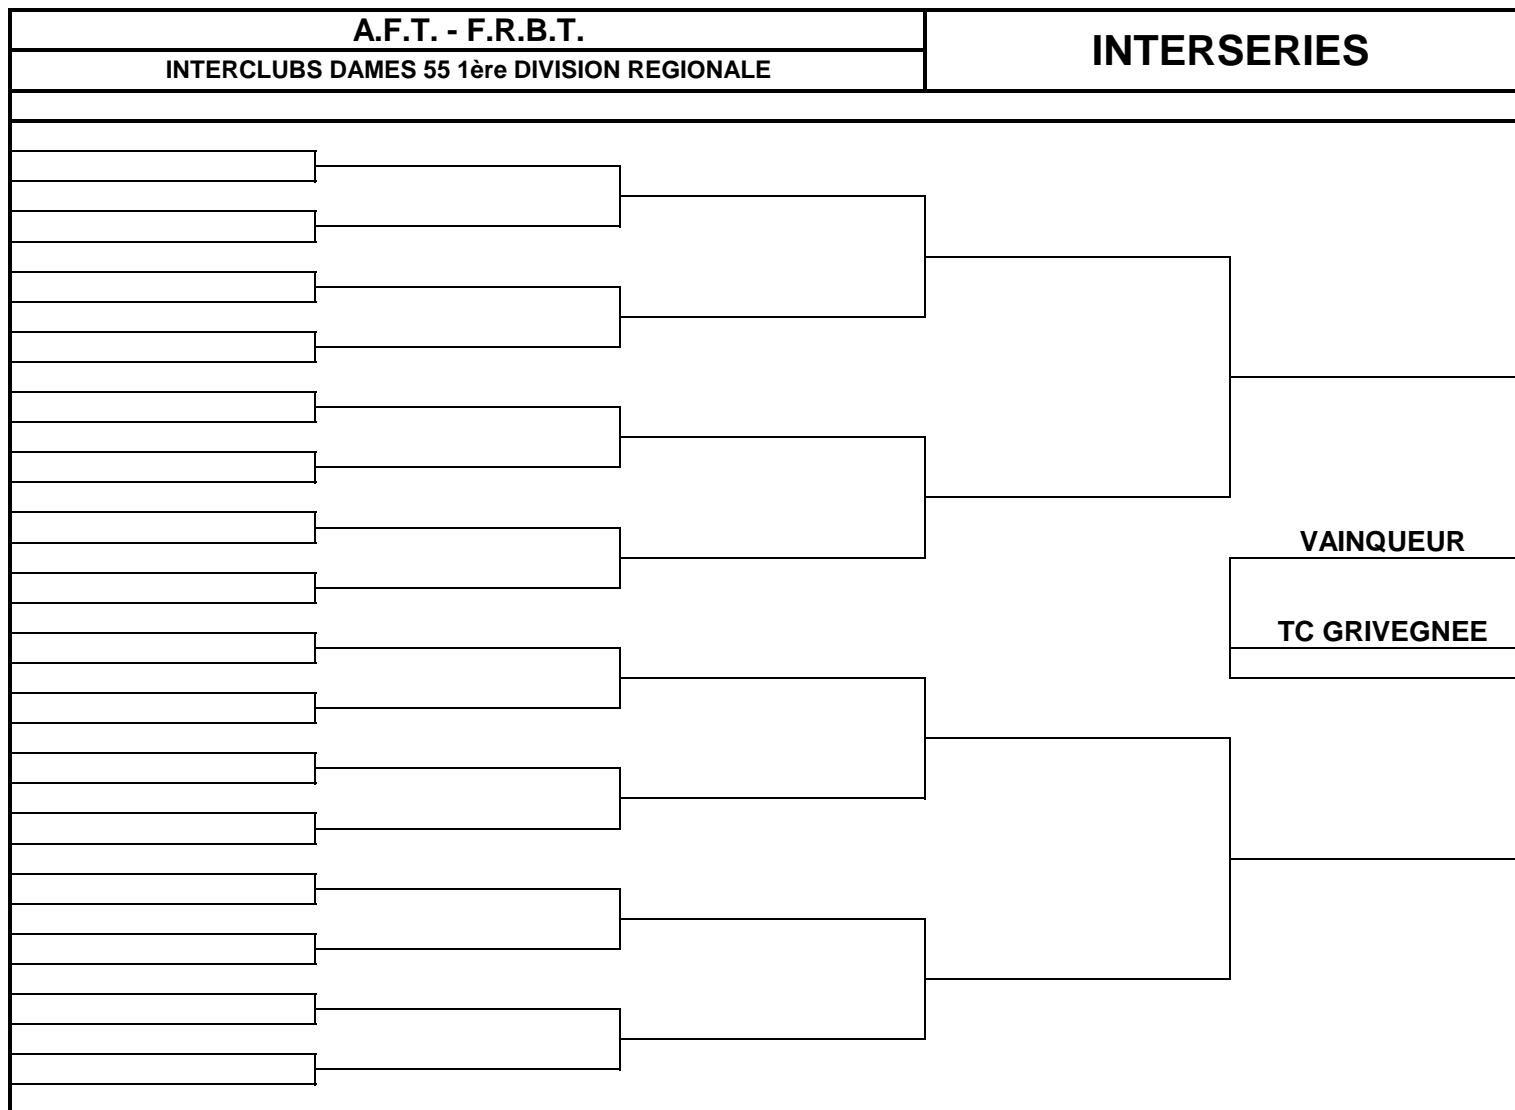 A.F.T. - F.R.B.T.
INTERSERIES
INTERCLUBS DAMES 55 1ère DIVISION REGIONALE
VAINQUEUR
TC GRIVEGNEE